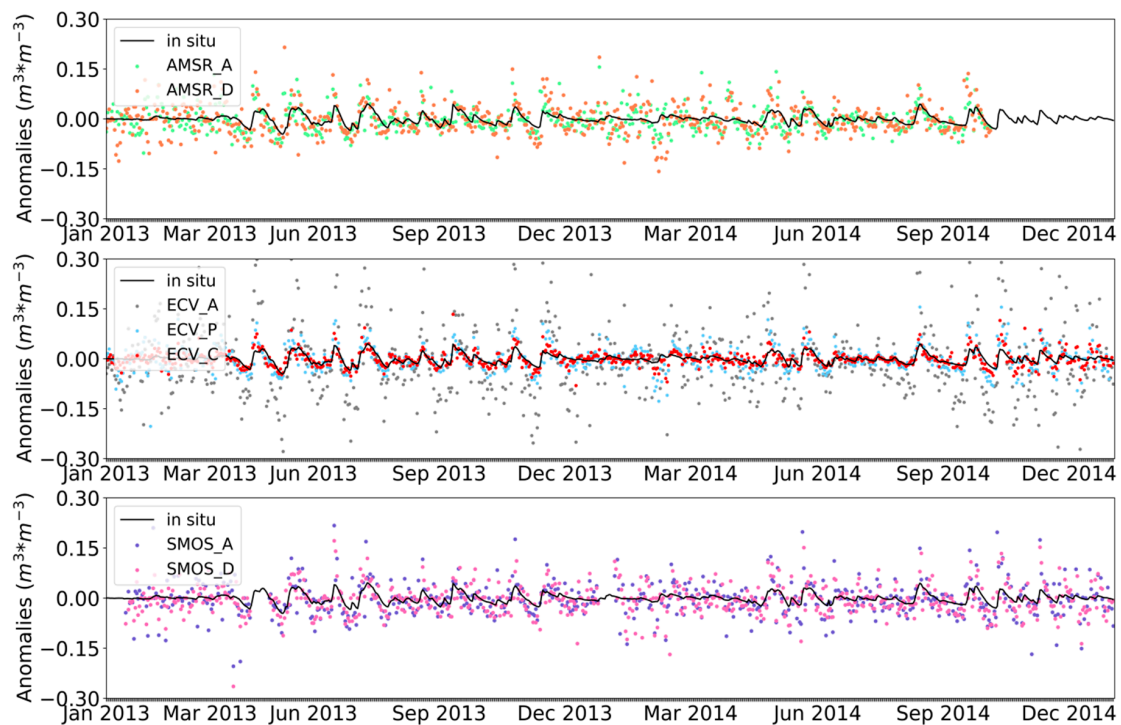 0.30
0.15
0.00
−0.15
−0.30
Anomalies (m³*m⁻³)
in situ
AMSR_A
AMSR_D
Jan 2013 Mar 2013 Jun 2013 Sep 2013 Dec 2013 Mar 2014 Jun 2014 Sep 2014 Dec 2014
0.30
0.15
0.00
−0.15
−0.30
Anomalies (m³*m⁻³)
in situ
ECV_A
ECV_P
ECV_C
Jan 2013 Mar 2013 Jun 2013 Sep 2013 Dec 2013 Mar 2014 Jun 2014 Sep 2014 Dec 2014
0.30
0.15
0.00
−0.15
−0.30
Anomalies (m³*m⁻³)
in situ
SMOS_A
SMOS_D
Jan 2013 Mar 2013 Jun 2013 Sep 2013 Dec 2013 Mar 2014 Jun 2014 Sep 2014 Dec 2014